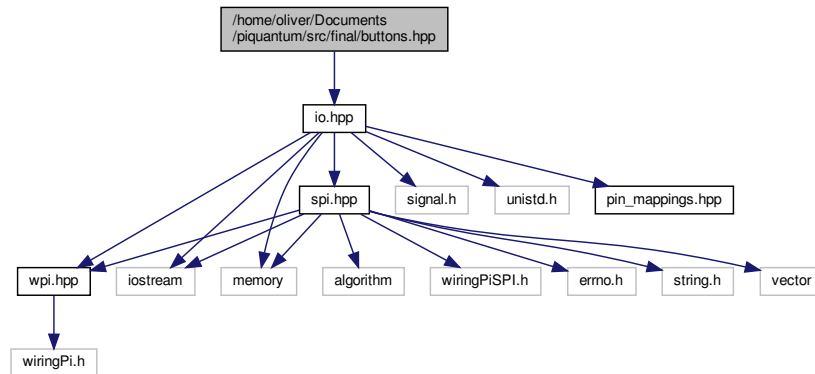 /home/oliver/Documents
/piquantum/src/final/buttons.hpp
io.hpp
spi.hpp
signal.h
unistd.h
pin_mappings.hpp
wpi.hpp
iostream
memory
algorithm
wiringPiSPI.h
errno.h
string.h
vector
wiringPi.h